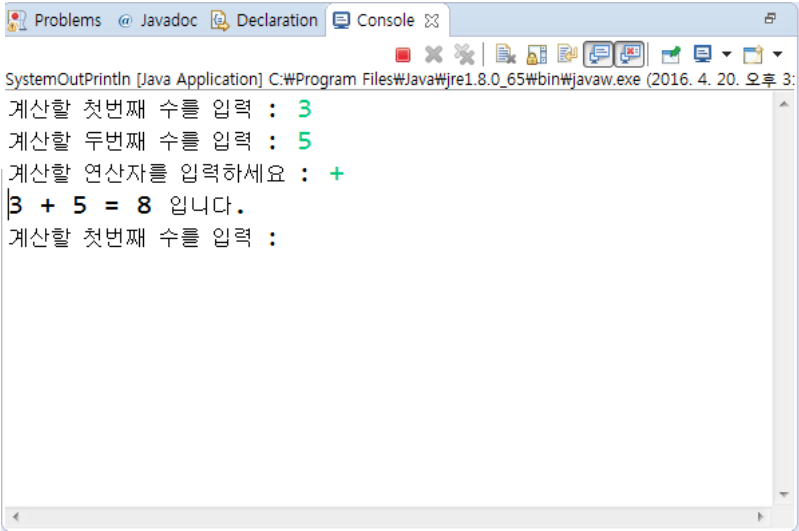 Problems @ Javadoc Declaration Console
SystemOutPrintln [Java Application] C:₩Program Files₩Java₩jre1.8.0_65₩bin₩javaw.exe (2016. 4. 20. 오후 3:
계산할 첫번째 수를 입력 : 3
계산할 두번째 수를 입력 : 5
계산할 연산자를 입력하세요 : +
3 + 5 = 8 입니다.
계산할 첫번째 수를 입력 :